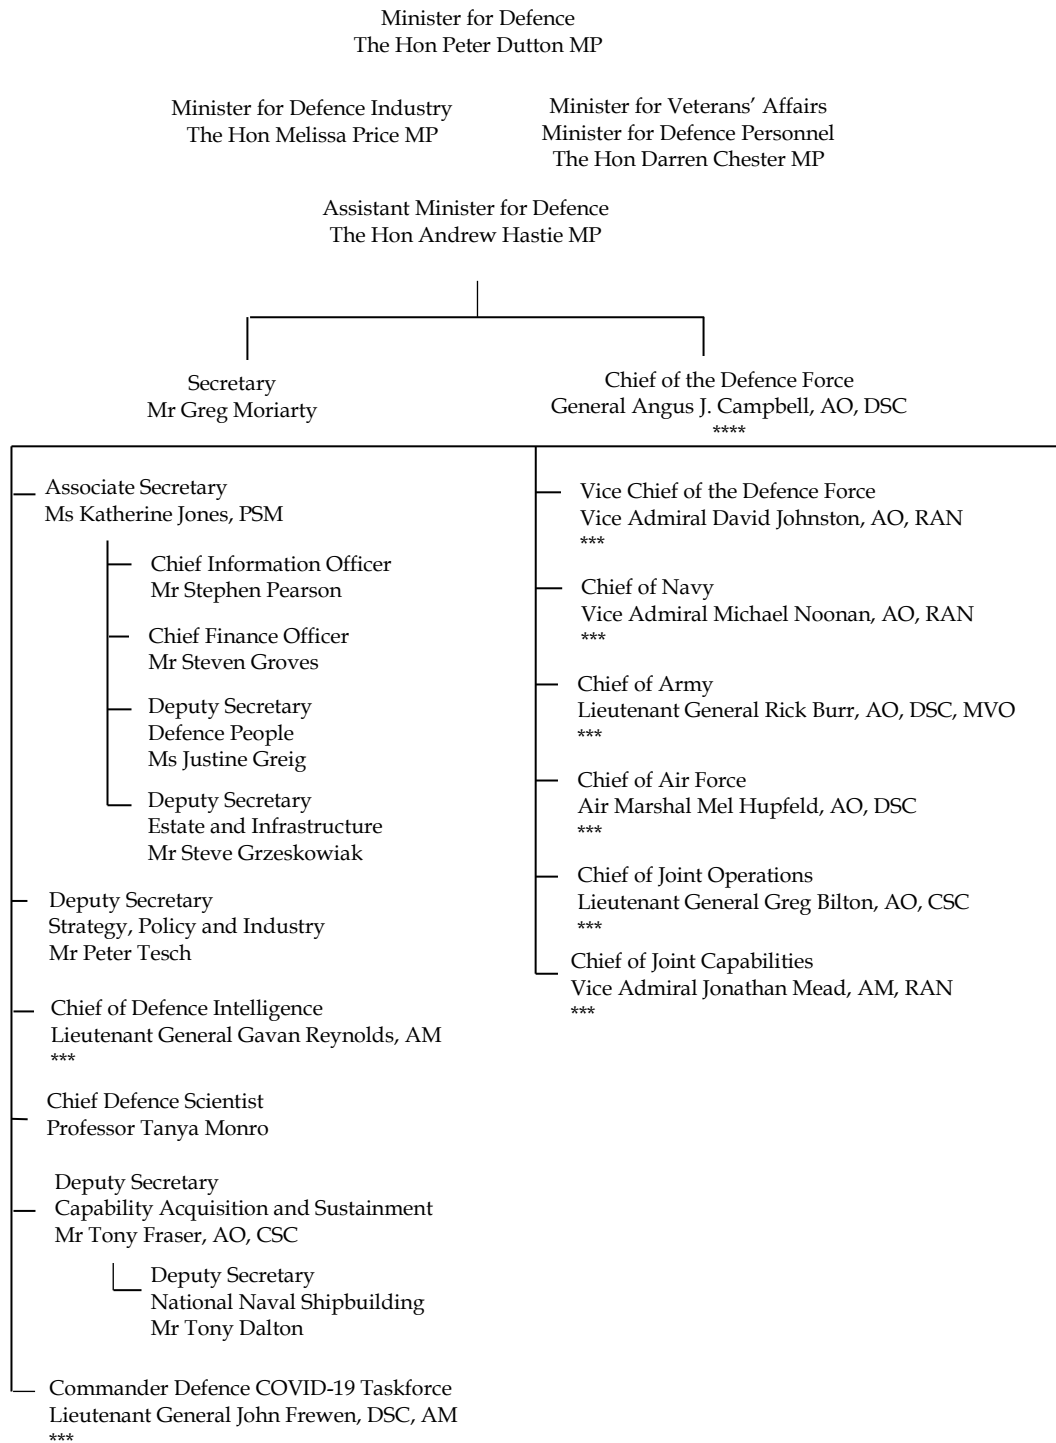 Minister for Defence
The Hon Peter Dutton MP
Minister for Defence Industry
The Hon Melissa Price MP
Minister for Veterans’ Affairs
Minister for Defence Personnel
The Hon Darren Chester MP
Assistant Minister for Defence
The Hon Andrew Hastie MP
Secretary
Mr Greg Moriarty
Chief of the Defence Force
General Angus J. Campbell, AO, DSC
****
Associate Secretary
Ms Katherine Jones, PSM
Chief Information Officer
Mr Stephen Pearson
Chief Finance Officer
Mr Steven Groves
Deputy Secretary
Defence People
Ms Justine Greig
Deputy Secretary
Estate and Infrastructure
Mr Steve Grzeskowiak
Deputy Secretary
Strategy, Policy and Industry
Mr Peter Tesch
Chief of Defence Intelligence
Lieutenant General Gavan Reynolds, AM
***
Chief Defence Scientist
Professor Tanya Monro
Deputy Secretary
Capability Acquisition and Sustainment
Mr Tony Fraser, AO, CSC
Deputy Secretary
National Naval Shipbuilding
Mr Tony Dalton
Commander Defence COVID-19 Taskforce
Lieutenant General John Frewen, DSC, AM
***
Vice Chief of the Defence Force
Vice Admiral David Johnston, AO, RAN
***
Chief of Navy
Vice Admiral Michael Noonan, AO, RAN
***
Chief of Army
Lieutenant General Rick Burr, AO, DSC, MVO
***
Chief of Air Force
Air Marshal Mel Hupfeld, AO, DSC
***
Chief of Joint Operations
Lieutenant General Greg Bilton, AO, CSC
***
Chief of Joint Capabilities
Vice Admiral Jonathan Mead, AM, RAN
***